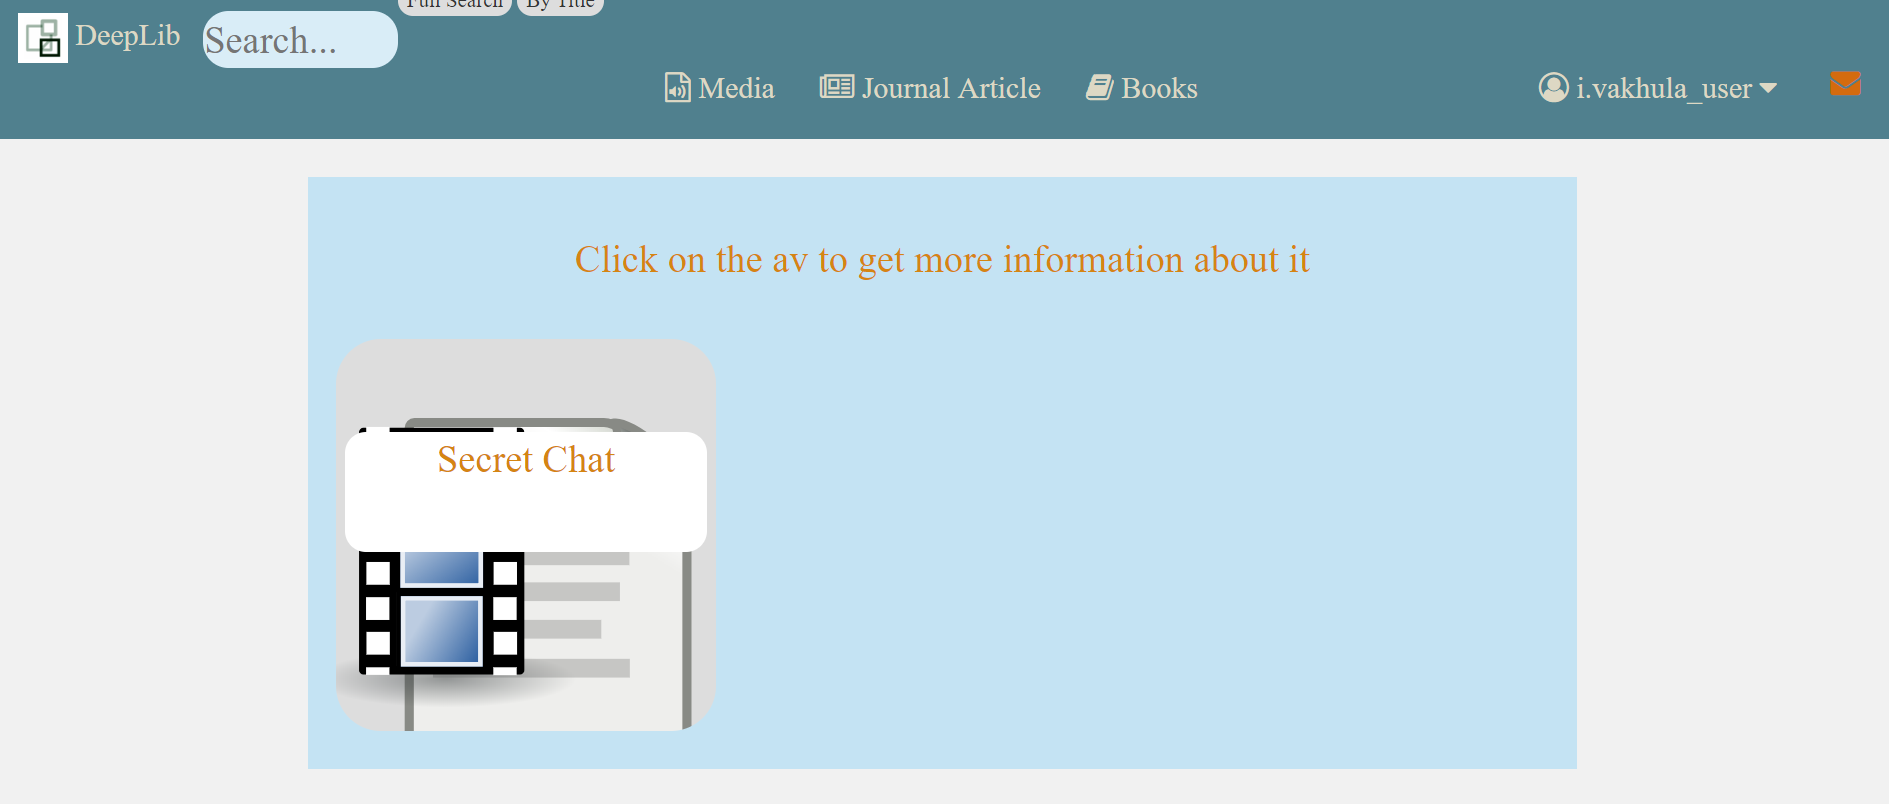 Full Search By Title
DeepLib Search...
Media Journal Article Books i.vakhula_user
Click on the av to get more information about it
Secret Chat